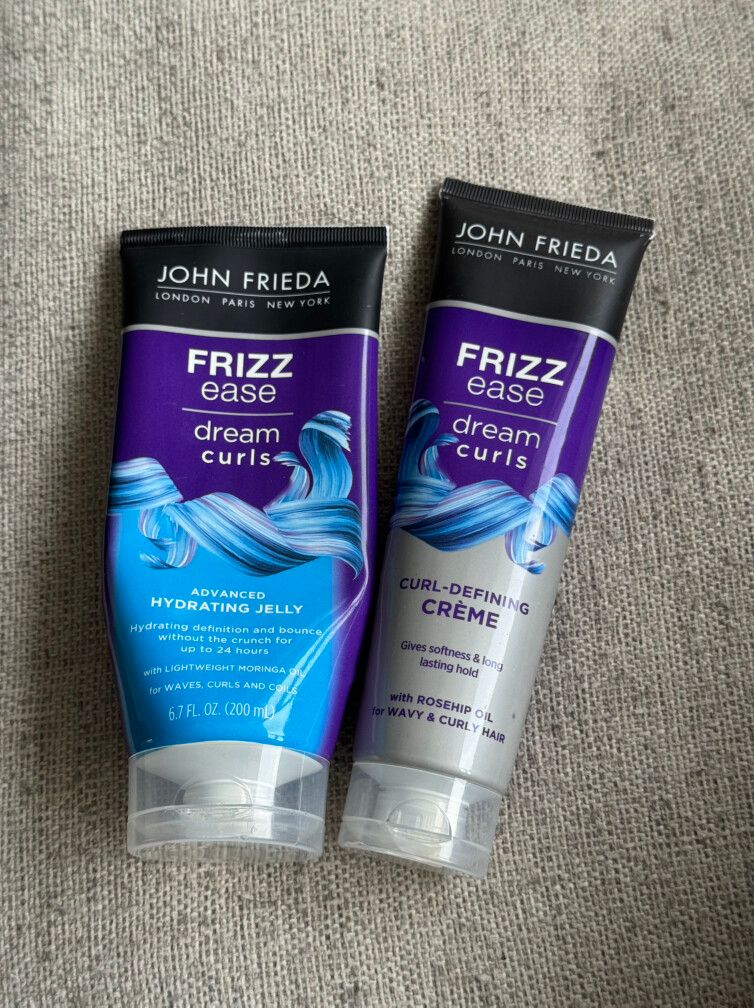 JOHN FRIEDA
LONDON PARIS NEW YORK
FRIZZ
ease
dream
curls
ADVANCED
HYDRATING JELLY
Hydrating definition and bounce
without the crunch for
up to 24 hours
with LIGHTWEIGHT MORINGA OIL
for WAVES, CURLS AND COILS
6.7 FL. OZ. (200 mL)
JOHN FRIEDA
LONDON PARIS NEW YORK
FRIZZ
ease
dream
curls
CURL-DEFINING
CRÈME
Gives softness & long
lasting hold
with ROSEHIP OIL
for WAVY & CURLY HAIR